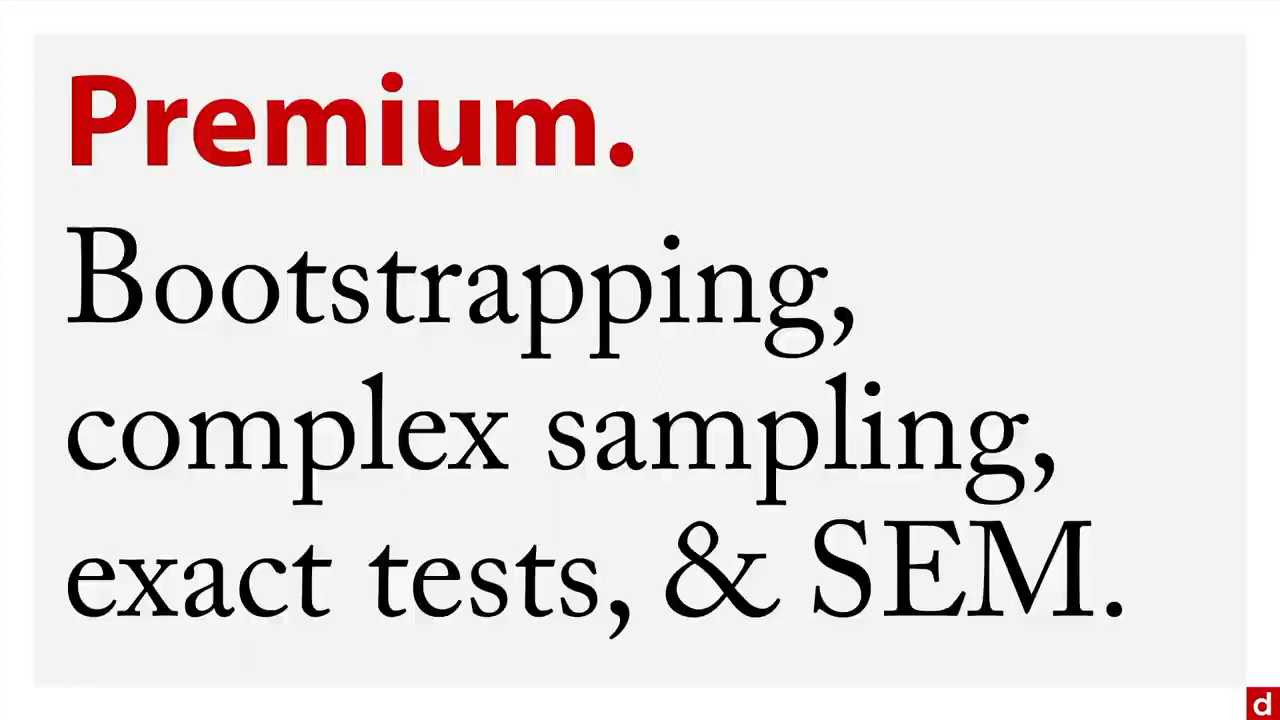 Premium.
Bootstrapping,
complex sampling,
exact tests, & SEM.
d